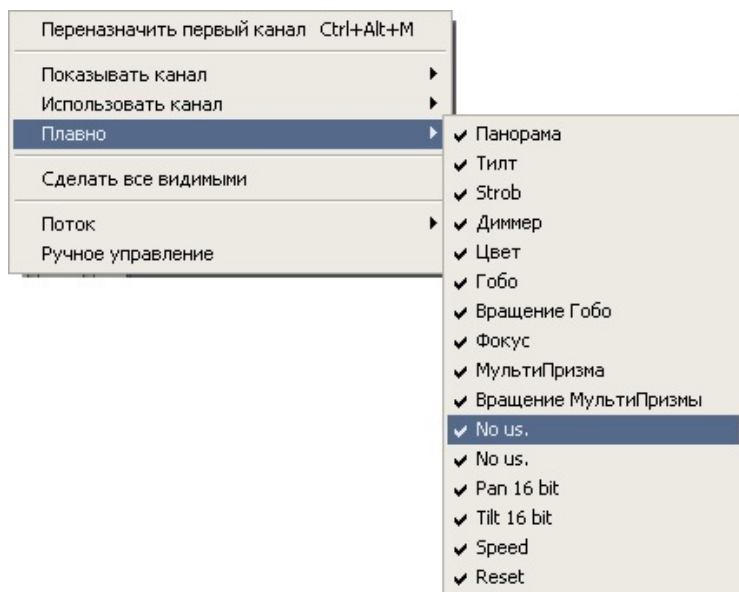 Переназначить первый канал Ctrl+Alt+M
Показывать канал
Использовать канал
Плавно
Сделать все видимыми
Поток
Ручное управление
Панорама
Тилт
Strob
Диммер
Цвет
Гобо
Вращение Гобо
Фокус
МультиПризма
Вращение МультиПризмы
No us.
No us.
Pan 16 bit
Tilt 16 bit
Speed
Reset